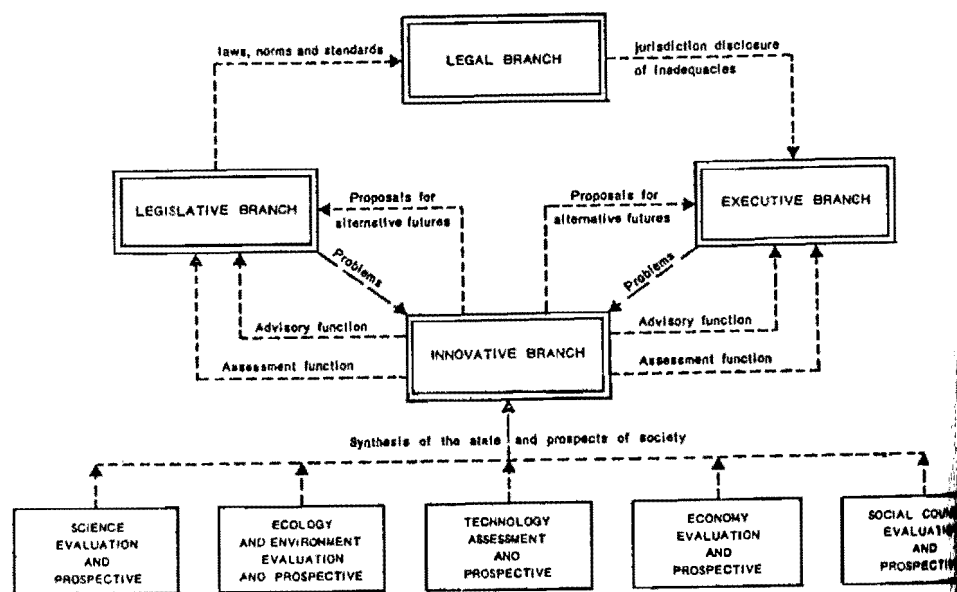 laws, norms and standards
LEGAL BRANCH
jurisdiction disclosure
of inadequacies
LEGISLATIVE BRANCH
Proposals for
alternative futures
Proposals for
alternative futures
EXECUTIVE BRANCH
Problems
Problems
Advisory function
Assessment function
INNOVATIVE BRANCH
Advisory function
Assessment function
Synthesis of the state and prospects of society
SCIENCE
EVALUATION
AND
PROSPECTIVE
ECOLOGY
AND ENVIRONMENT
EVALUATION
AND PROSPECTIVE
TECHNOLOGY
ASSESSMENT
AND
PROSPECTIVE
ECONOMY
EVALUATION
AND
PROSPECTIVE
SOCIAL
AND